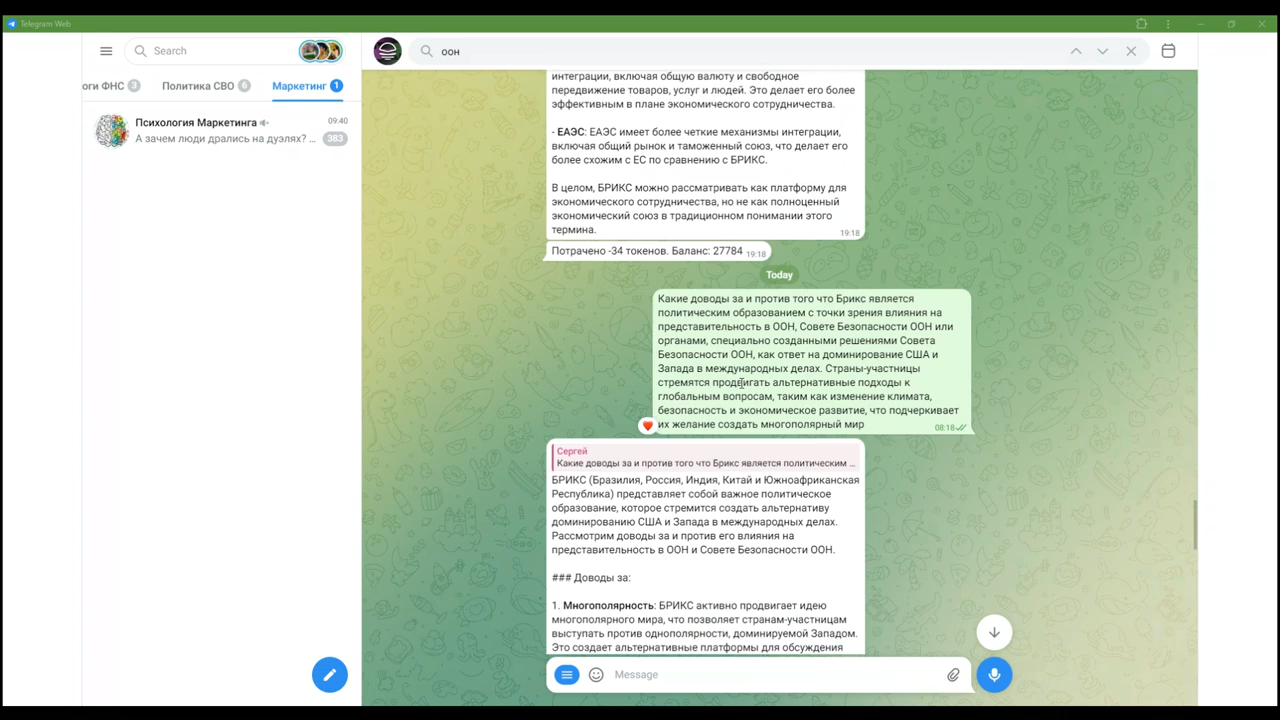 Telegram Web
Search
оон
оги ФНС 3
Политика СВО 6
Маркетинг 1
Психология Маркетинга
09:40
А зачем люди дрались на дуэлях? ...
383
интеграции, включая общую валюту и свободное
передвижение товаров, услуг и людей. Это делает его более
эффективным в плане экономического сотрудничества.
- ЕАЭС: ЕАЭС имеет более четкие механизмы интеграции,
включая общий рынок и таможенный союз, что делает его
более схожим с ЕС по сравнению с БРИКС.
В целом, БРИКС можно рассматривать как платформу для
экономического сотрудничества, но не как полноценный
экономический союз в традиционном понимании этого
термина.
19:18
Потрачено -34 токенов. Баланс: 27784 19:18
Today
Какие доводы за и против того что Брикс является
политическим образованием с точки зрения влияния на
представительность в ООН, Совете Безопасности ООН или
органами, специально созданными решениями Совета
Безопасности ООН, как ответ на доминирование США и
Запада в международных делах. Страны-участницы
стремятся продвигать альтернативные подходы к
глобальным вопросам, таким как изменение климата,
безопасность и экономическое развитие, что подчеркивает
их желание создать многополярный мир
08:18
Сергей
Какие доводы за и против того что Брикс является политическим ...
БРИКС (Бразилия, Россия, Индия, Китай и Южноафриканская
Республика) представляет собой важное политическое
образование, которое стремится создать альтернативу
доминированию США и Запада в международных делах.
Рассмотрим доводы за и против его влияния на
представительность в ООН и Совете Безопасности ООН.
### Доводы за:
1. Многополярность: БРИКС активно продвигает идею
многополярного мира, что позволяет странам-участницам
выступать против однополярности, доминируемой Западом.
Это создает альтернативные платформы для обсуждения
Message